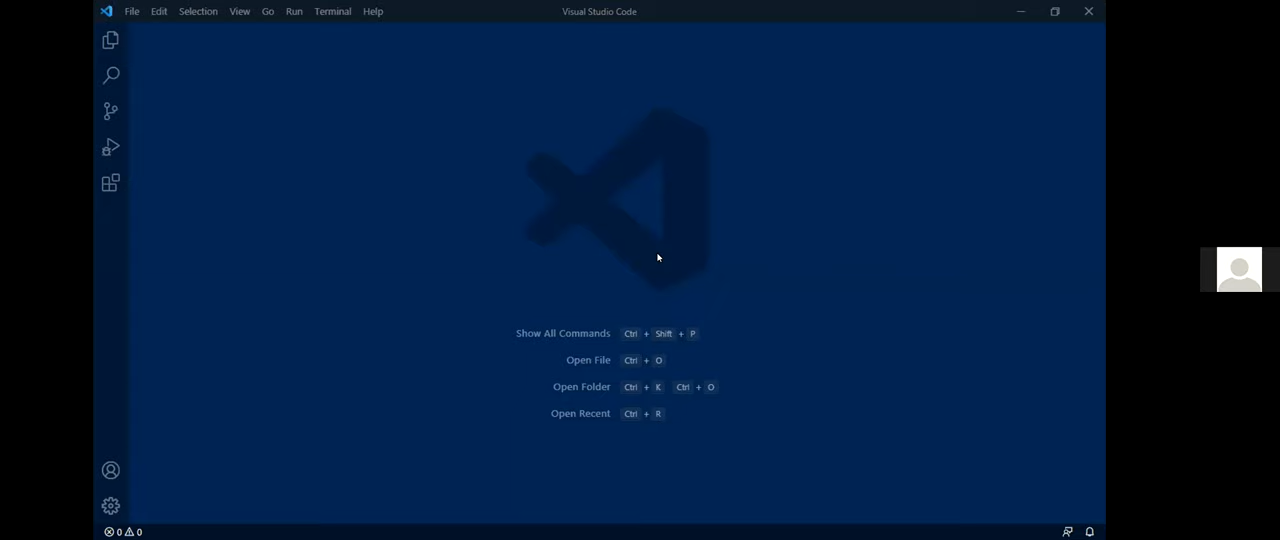 File Edit Selection View Go Run Terminal Help Visual Studio Code
Show All Commands Ctrl + Shift + P
Open File Ctrl + O
Open Folder Ctrl + K Ctrl + O
Open Recent Ctrl + R
0 0